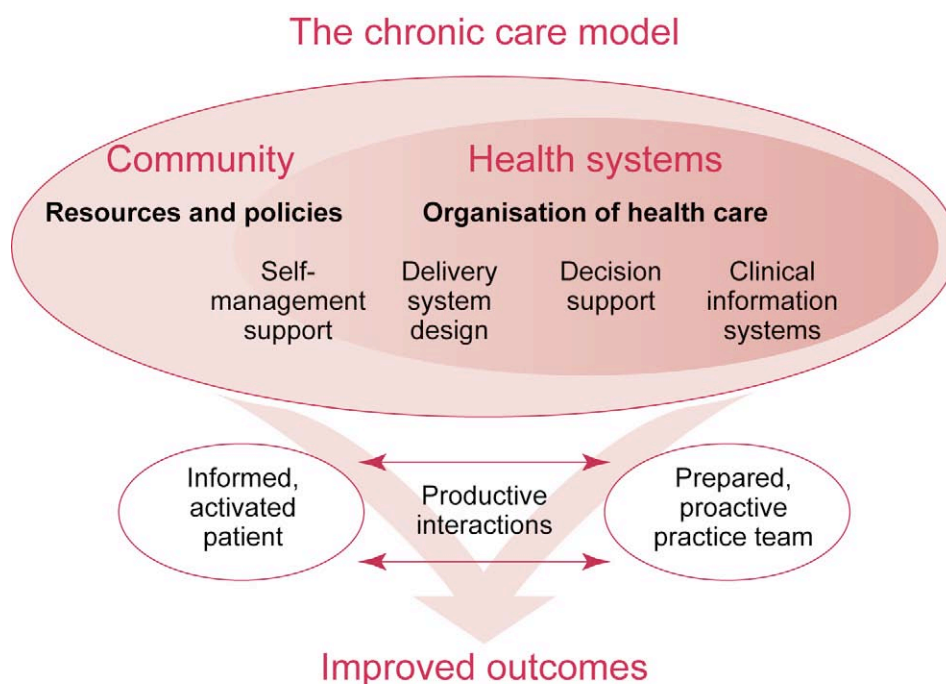 The chronic care model
Community
Health systems
Resources and policies
Organisation of health care
Self-
management
support
Delivery
system
design
Decision
support
Clinical
information
systems
Informed,
activated
patient
Productive
interactions
Prepared,
proactive
practice team
Improved outcomes